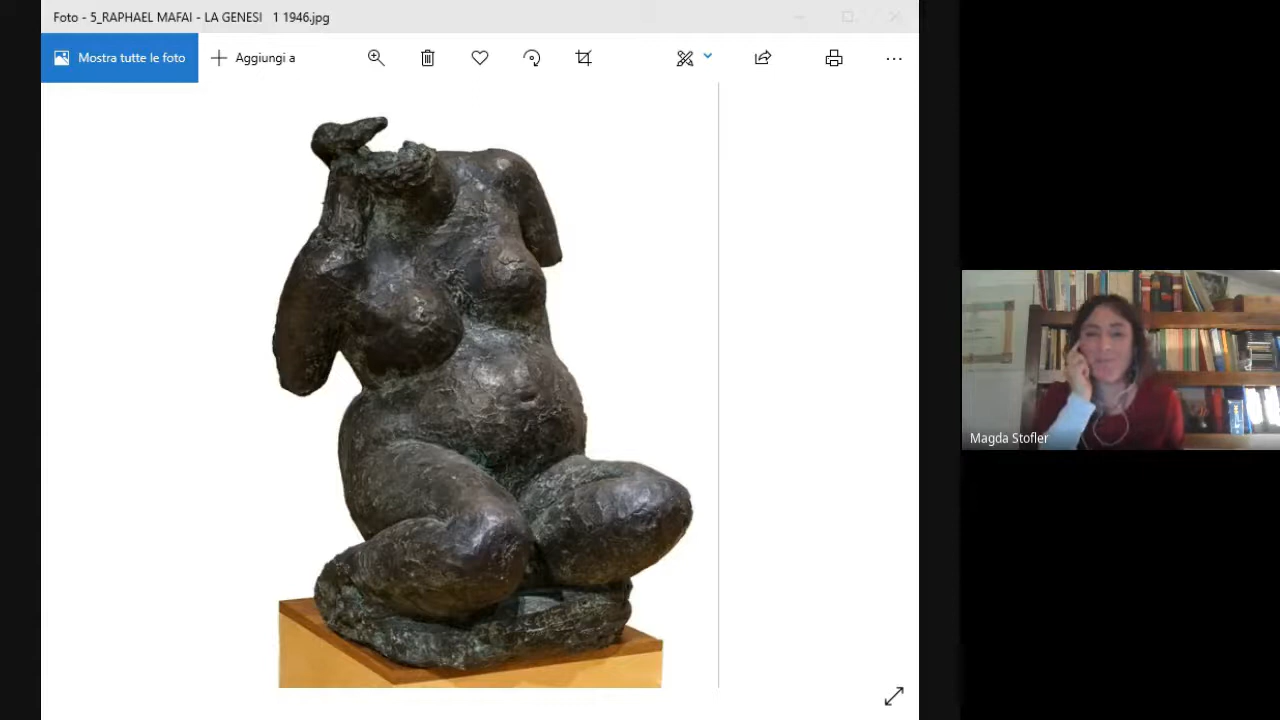 Foto - 5_RAPHAEL MAFAI - LA GENESI   1 1946.jpg
Mostra tutte le foto
Aggiungi a
Magda Stofler